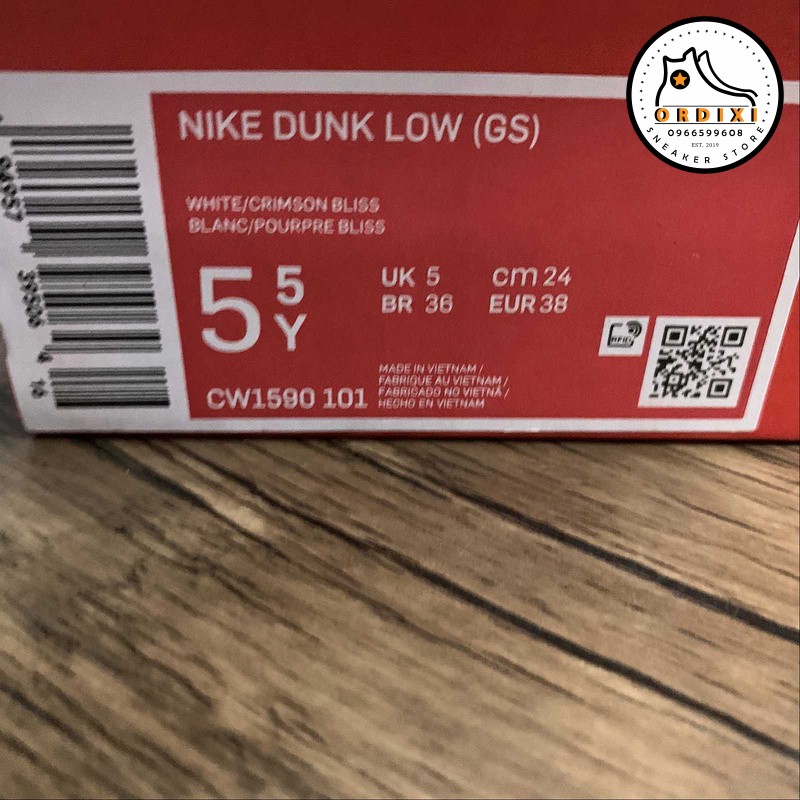 NIKE DUNK LOW (GS)
WHITE/CRIMSON BLISS
BLANC/POURPRE BLISS
5 5
Y
UK 5 cm 24
BR 36 EUR 38
RFID
CW1590 101
MADE IN VIETNAM /
FABRIQUE AU VIETNAM /
FABRICADO NO VIETNÃ /
HECHO EN VIETNAM
ORDIXI
0966599608
EST. 2019
SNEAKER STORE